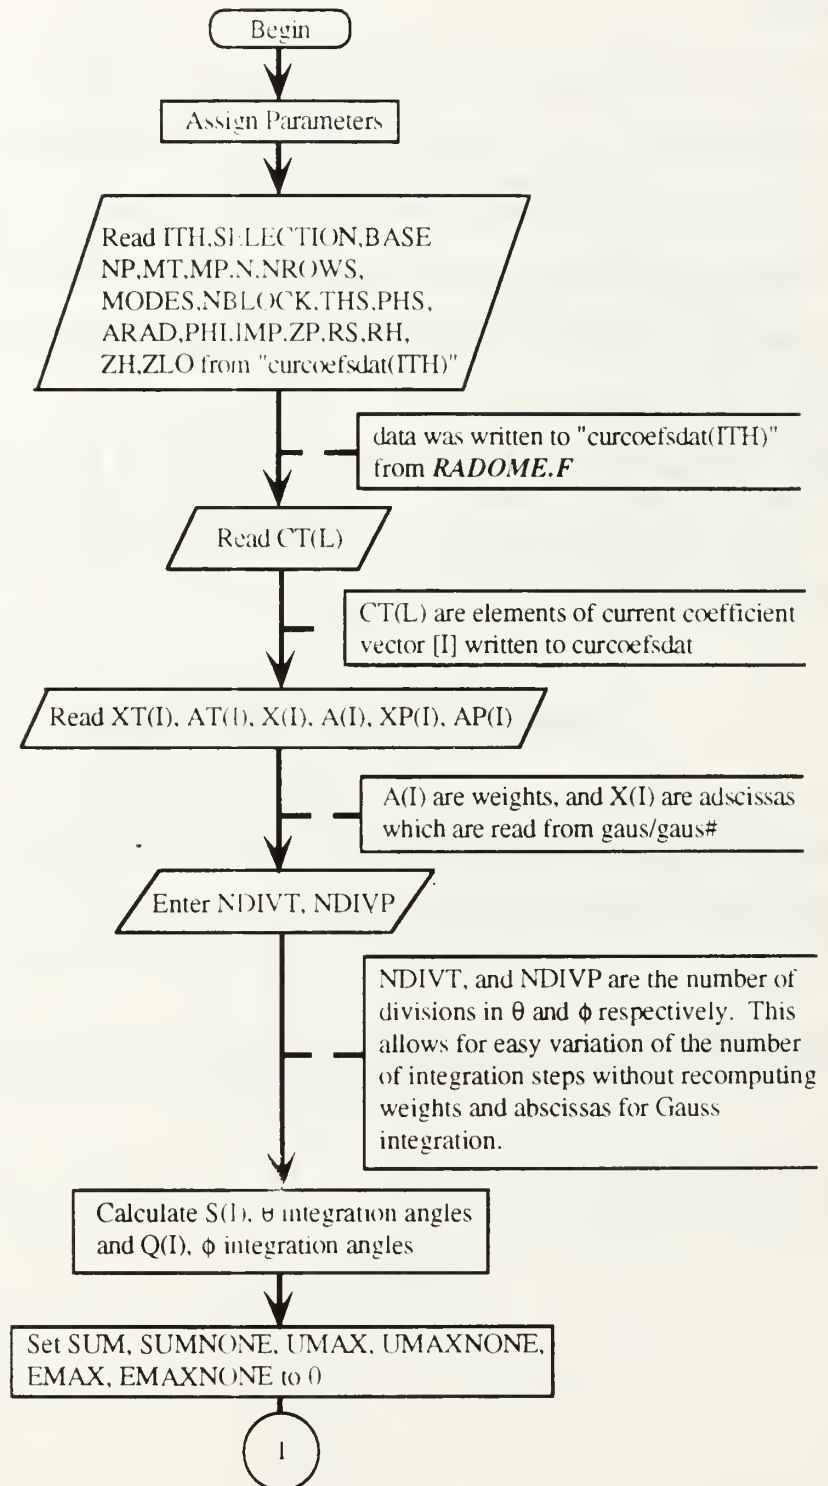 Begin
Assign Parameters
Read ITH,SELECTION,BASE
NP,MT,MP,N,NROWS,
MODES,NBLOCK,THS,PHS,
ARAD,PHI,IMP,ZP,RS,RH,
ZH,ZLO from "curcoefsdat(ITH)"
data was written to "curcoefsdat(ITH)"
from RADOME.F
Read CT(L)
CT(L) are elements of current coefficient
vector [I] written to curcoefsdat
Read XT(I), AT(I), X(I), A(I), XP(I), AP(I)
A(I) are weights, and X(I) are adscissas
which are read from gaus/gaus#
Enter NDIVT, NDIVP
NDIVT, and NDIVP are the number of
divisions in θ and ϕ respectively. This
allows for easy variation of the number
of integration steps without recomputing
weights and abscissas for Gauss
integration.
Calculate S(I), θ integration angles
and Q(I), ϕ integration angles
Set SUM, SUMNONE, UMAX, UMAXNONE,
EMAX, EMAXNONE to 0
1